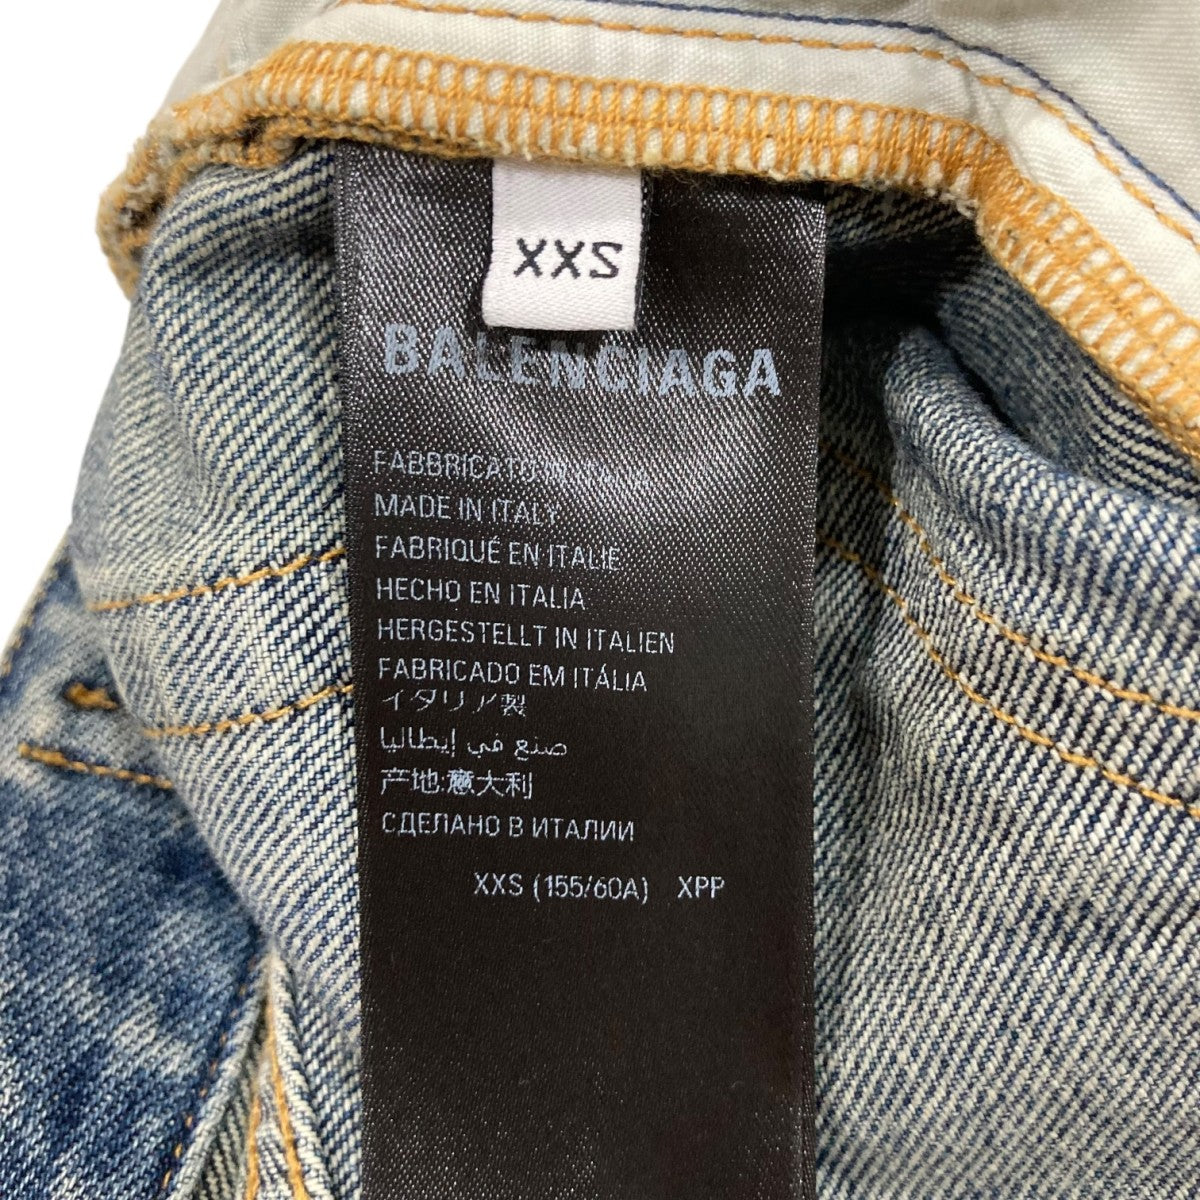 XXS
BALENCIAGA
FABBRICATO IN ITALIA
MADE IN ITALY
FABRIQUÉ EN ITALIE
HECHO EN ITALIA
HERGESTELLT IN ITALIEN
FABRICADO EM ITÁLIA
イタリア製
صنع في إيطاليا
产地:意大利
СДЕЛАНО В ИТАЛИИ
XXS (155/60A) XPP